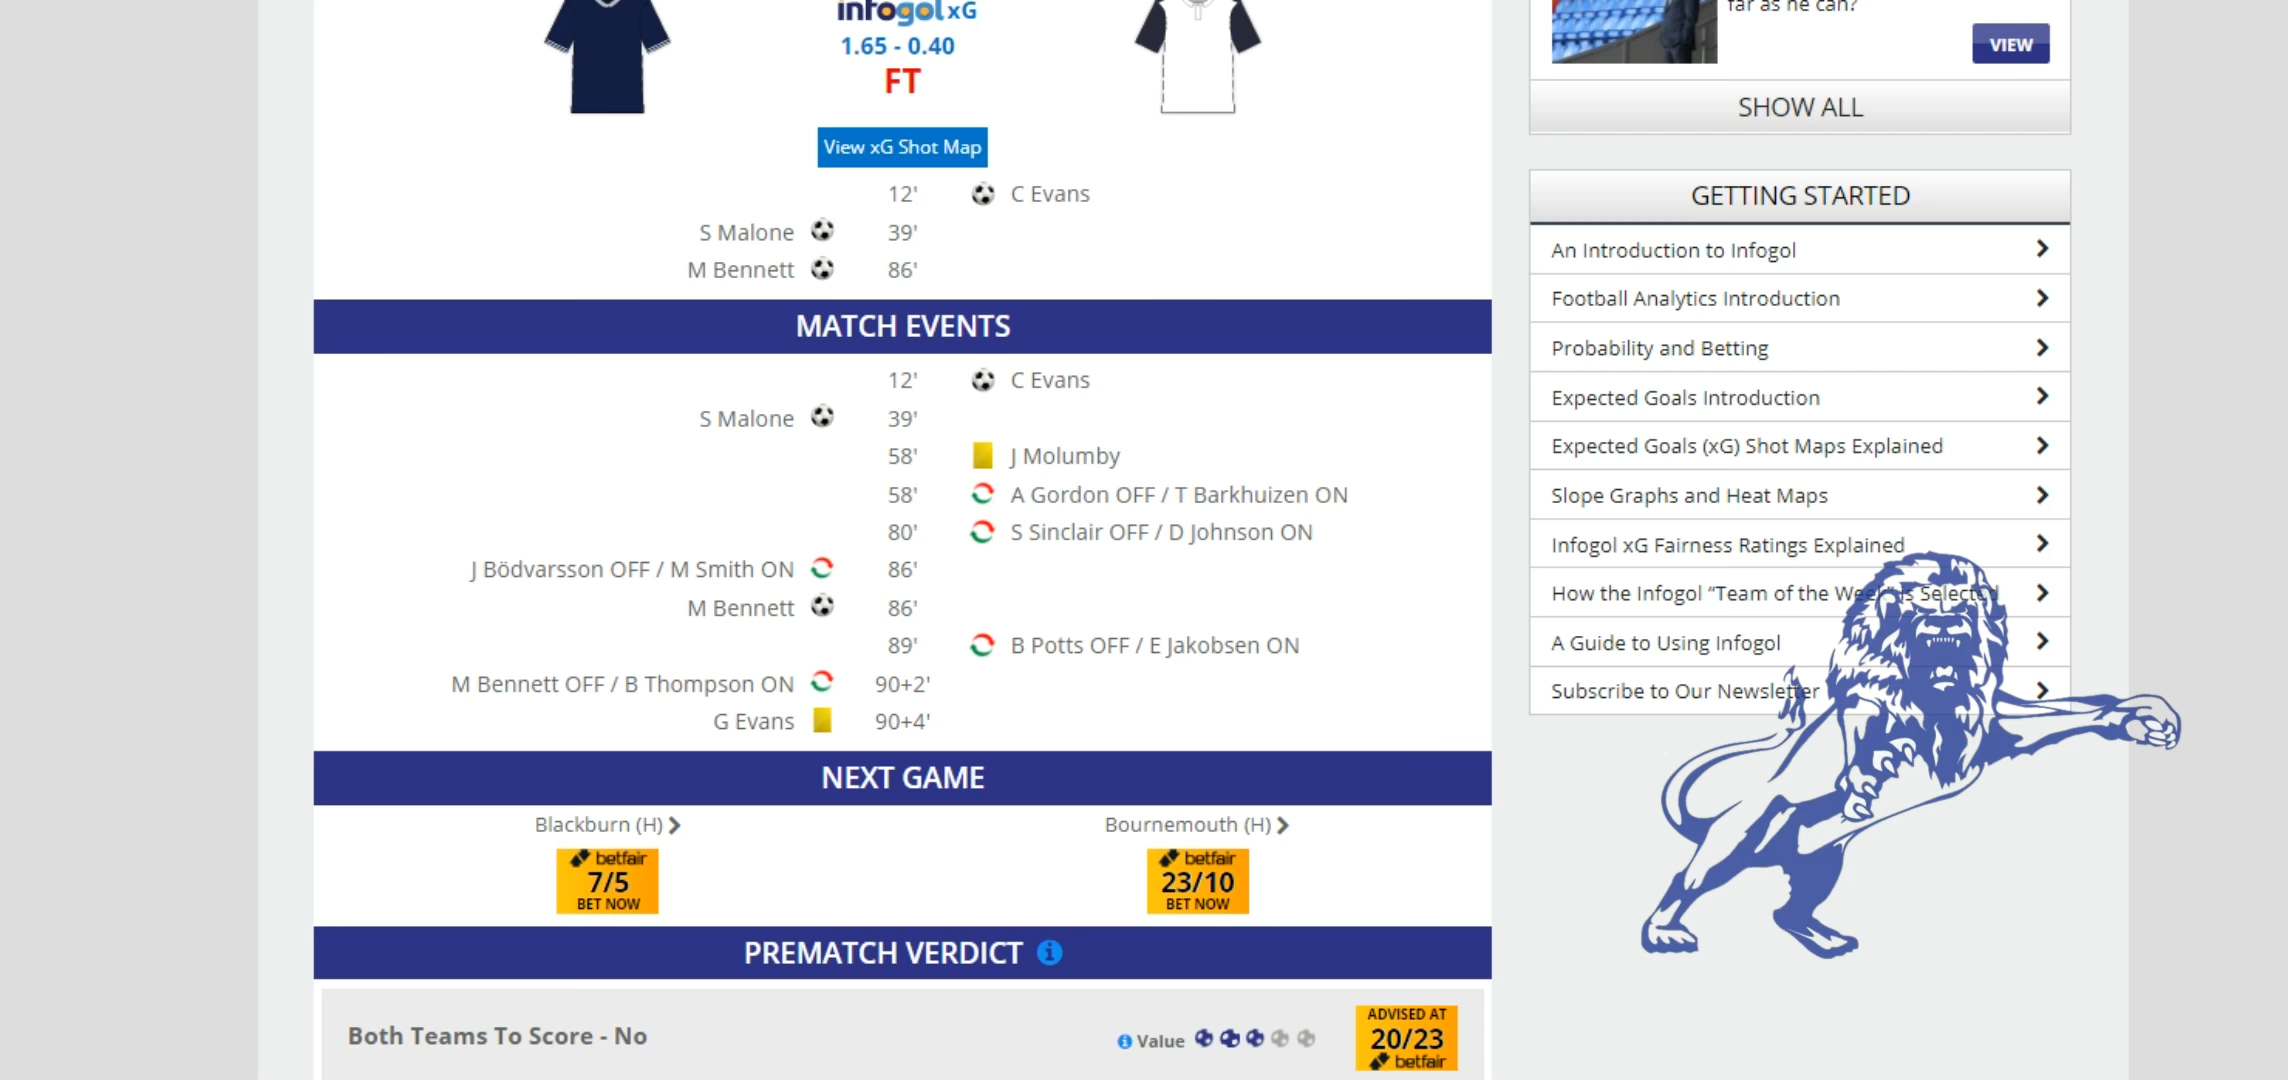 infogol xG
1.65 - 0.40
FT
View xG Shot Map
12' C Evans
S Malone 39'
M Bennett 86'
MATCH EVENTS
12' C Evans
S Malone 39'
58' J Molumby
58' A Gordon OFF / T Barkhuizen ON
80' S Sinclair OFF / D Johnson ON
J Bödvarsson OFF / M Smith ON 86'
M Bennett 86'
89' B Potts OFF / E Jakobsen ON
M Bennett OFF / B Thompson ON 90+2'
G Evans 90+4'
NEXT GAME
Blackburn (H) Bournemouth (H)
betfair betfair
7/5 23/10
BET NOW BET NOW
PREMATCH VERDICT
Both Teams To Score - No
Value
ADVISED AT
20/23
betfair
far as he can?
VIEW
SHOW ALL
GETTING STARTED
An Introduction to Infogol
Football Analytics Introduction
Probability and Betting
Expected Goals Introduction
Expected Goals (xG) Shot Maps Explained
Slope Graphs and Heat Maps
Infogol xG Fairness Ratings Explained
How the Infogol “Team of the Week” is Selected
A Guide to Using Infogol
Subscribe to Our Newsletter